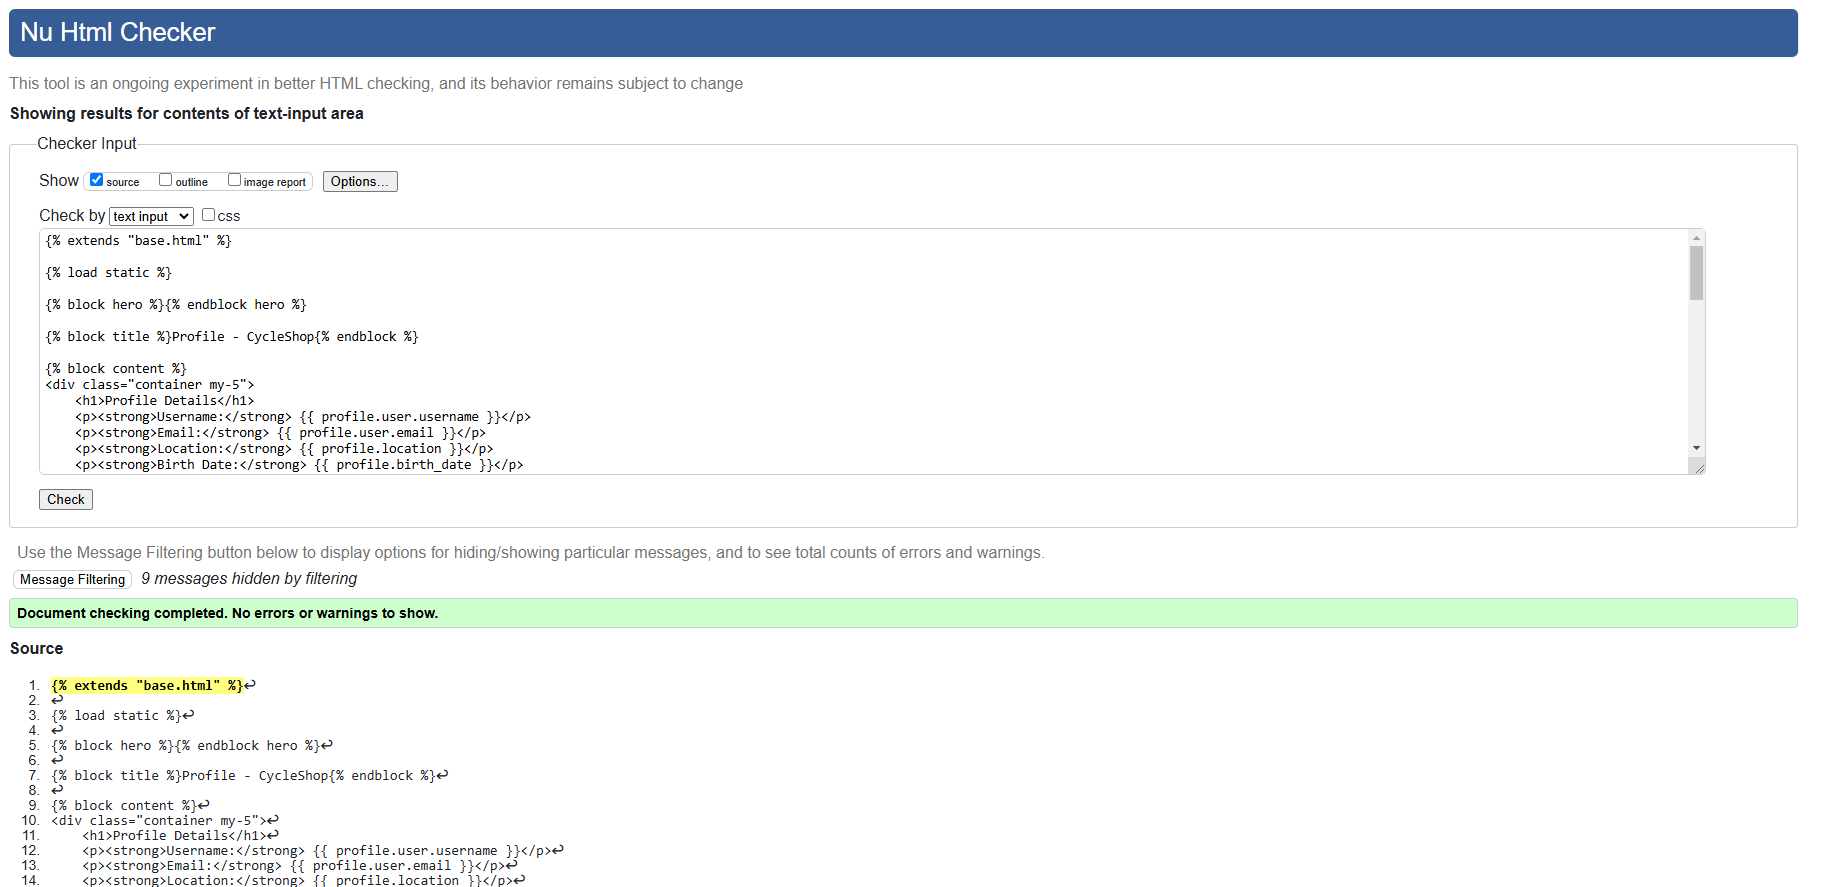 Nu Html Checker
This tool is an ongoing experiment in better HTML checking, and its behavior remains subject to change
Showing results for contents of text-input area
Checker Input
Show source outline image report Options...
Check by text input css
{% extends "base.html" %}
{% load static %}
{% block hero %}{% endblock hero %}
{% block title %}Profile - CycleShop{% endblock %}
{% block content %}
<div class="container my-5">
    <h1>Profile Details</h1>
    <p><strong>Username:</strong> {{ profile.user.username }}</p>
    <p><strong>Email:</strong> {{ profile.user.email }}</p>
    <p><strong>Location:</strong> {{ profile.location }}</p>
    <p><strong>Birth Date:</strong> {{ profile.birth_date }}</p>
Check
Use the Message Filtering button below to display options for hiding/showing particular messages, and to see total counts of errors and warnings.
Message Filtering 9 messages hidden by filtering
Document checking completed. No errors or warnings to show.
Source
1. {% extends "base.html" %}↩
2. ↩
3. {% load static %}↩
4. ↩
5. {% block hero %}{% endblock hero %}↩
6. ↩
7. {% block title %}Profile - CycleShop{% endblock %}↩
8. ↩
9. {% block content %}↩
10. <div class="container my-5">↩
11.     <h1>Profile Details</h1>↩
12.     <p><strong>Username:</strong> {{ profile.user.username }}</p>↩
13.     <p><strong>Email:</strong> {{ profile.user.email }}</p>↩
14.     <p><strong>Location:</strong> {{ profile.location }}</p>↩